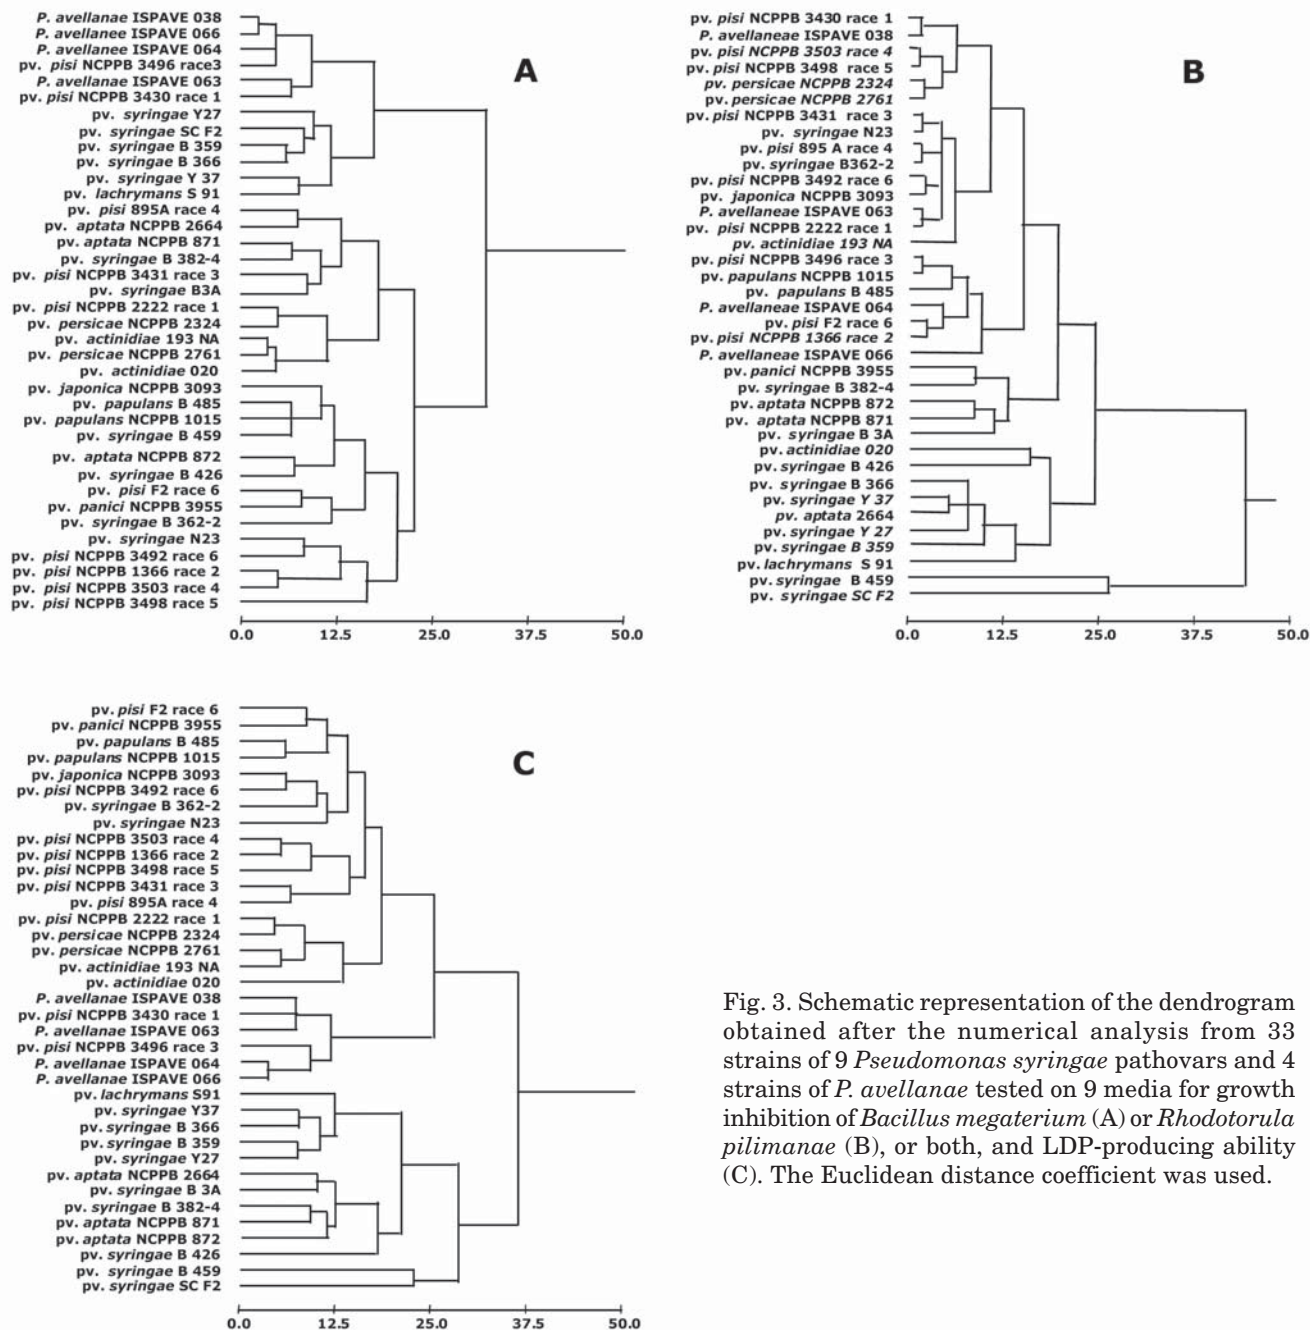 P. avellanae ISPAVE 038
P. avellanee ISPAVE 066
P. avellanee ISPAVE 064
pv. pisi NCPPB 3496 race3
P. avellanae ISPAVE 063
pv. pisi NCPPB 3430 race 1
pv. syringae Y27
pv. syringae SC F2
pv. syringae B 359
pv. syringae B 366
pv. syringae Y 37
pv. lachrymans S 91
pv. pisi 895A race 4
pv. aptata NCPPB 2664
pv. aptata NCPPB 871
pv. syringae B 382-4
pv. pisi NCPPB 3431 race 3
pv. syringae B3A
pv. pisi NCPPB 2222 race 1
pv. persicae NCPPB 2324
pv. actinidiae 193 NA
pv. persicae NCPPB 2761
pv. actinidiae 020
pv. japonica NCPPB 3093
pv. papulans B 485
pv. papulans NCPPB 1015
pv. syringae B 459
pv. aptata NCPPB 872
pv. syringae B 426
pv. pisi F2 race 6
pv. panici NCPPB 3955
pv. syringae B 362-2
pv. syringae N23
pv. pisi NCPPB 3492 race 6
pv. pisi NCPPB 1366 race 2
pv. pisi NCPPB 3503 race 4
pv. pisi NCPPB 3498 race 5
A
0.0 12.5 25.0 37.5 50.0
pv. pisi NCPPB 3430 race 1
P. avellaneae ISPAVE 038
pv. pisi NCPPB 3503 race 4
pv. pisi NCPPB 3498 race 5
pv. persicae NCPPB 2324
pv. persicae NCPPB 2761
pv. pisi NCPPB 3431 race 3
pv. syringae N23
pv. pisi 895 A race 4
pv. syringae B362-2
pv. pisi NCPPB 3492 race 6
pv. japonica NCPPB 3093
P. avellaneae ISPAVE 063
pv. pisi NCPPB 2222 race 1
pv. actinidiae 193 NA
pv. pisi NCPPB 3496 race 3
pv. papulans NCPPB 1015
pv. papulans B 485
P. avellaneae ISPAVE 064
pv. pisi F2 race 6
pv. pisi NCPPB 1366 race 2
P. avellaneae ISPAVE 066
pv. panici NCPPB 3955
pv. syringae B 382-4
pv. aptata NCPPB 872
pv. aptata NCPPB 871
pv. syringae B 3A
pv. actinidiae 020
pv. syringae B 426
pv. syringae B 366
pv. syringae Y 37
pv. aptata 2664
pv. syringae Y 27
pv. syringae B 359
pv. lachrymans S 91
pv. syringae B 459
pv. syringae SC F2
B
0.0 12.5 25.0 37.5 50.0
pv. pisi F2 race 6
pv. panici NCPPB 3955
pv. papulans B 485
pv. papulans NCPPB 1015
pv. japonica NCPPB 3093
pv. pisi NCPPB 3492 race 6
pv. syringae B 362-2
pv. syringae N23
pv. pisi NCPPB 3503 race 4
pv. pisi NCPPB 1366 race 2
pv. pisi NCPPB 3498 race 5
pv. pisi NCPPB 3431 race 3
pv. pisi 895A race 4
pv. pisi NCPPB 2222 race 1
pv. persicae NCPPB 2324
pv. persicae NCPPB 2761
pv. actinidiae 193 NA
pv. actinidiae 020
P. avellanae ISPAVE 038
pv. pisi NCPPB 3430 race 1
P. avellanae ISPAVE 063
pv. pisi NCPPB 3496 race 3
P. avellanae ISPAVE 064
P. avellanae ISPAVE 066
pv. lachrymans S91
pv. syringae Y37
pv. syringae B 366
pv. syringae B 359
pv. syringae Y27
pv. aptata NCPPB 2664
pv. syringae B 3A
pv. syringae B 382-4
pv. aptata NCPPB 871
pv. aptata NCPPB 872
pv. syringae B 426
pv. syringae B 459
pv. syringae SC F2
C
0.0 12.5 25.0 37.5 50.0
Fig. 3. Schematic representation of the dendrogram
obtained after the numerical analysis from 33
strains of 9 Pseudomonas syringae pathovars and 4
strains of P. avellanae tested on 9 media for growth
inhibition of Bacillus megaterium (A) or Rhodotorula
pilimanae (B), or both, and LDP-producing ability
(C). The Euclidean distance coefficient was used.